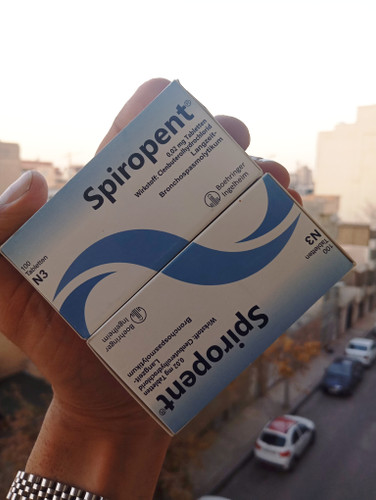 Spiropent®
0,02 mg Tabletten
Wirkstoff: Clenbuterolhydrochlorid
Langzeit-
Bronchospasmolytikum
Boehringer
Ingelheim
100
Tabletten
N3
Spiropent®
0,02 mg Tabletten
Wirkstoff: Clenbuterolhydrochlorid
Langzeit-
Bronchospasmolytikum
Boehringer
Ingelheim
100
Tabletten
N3